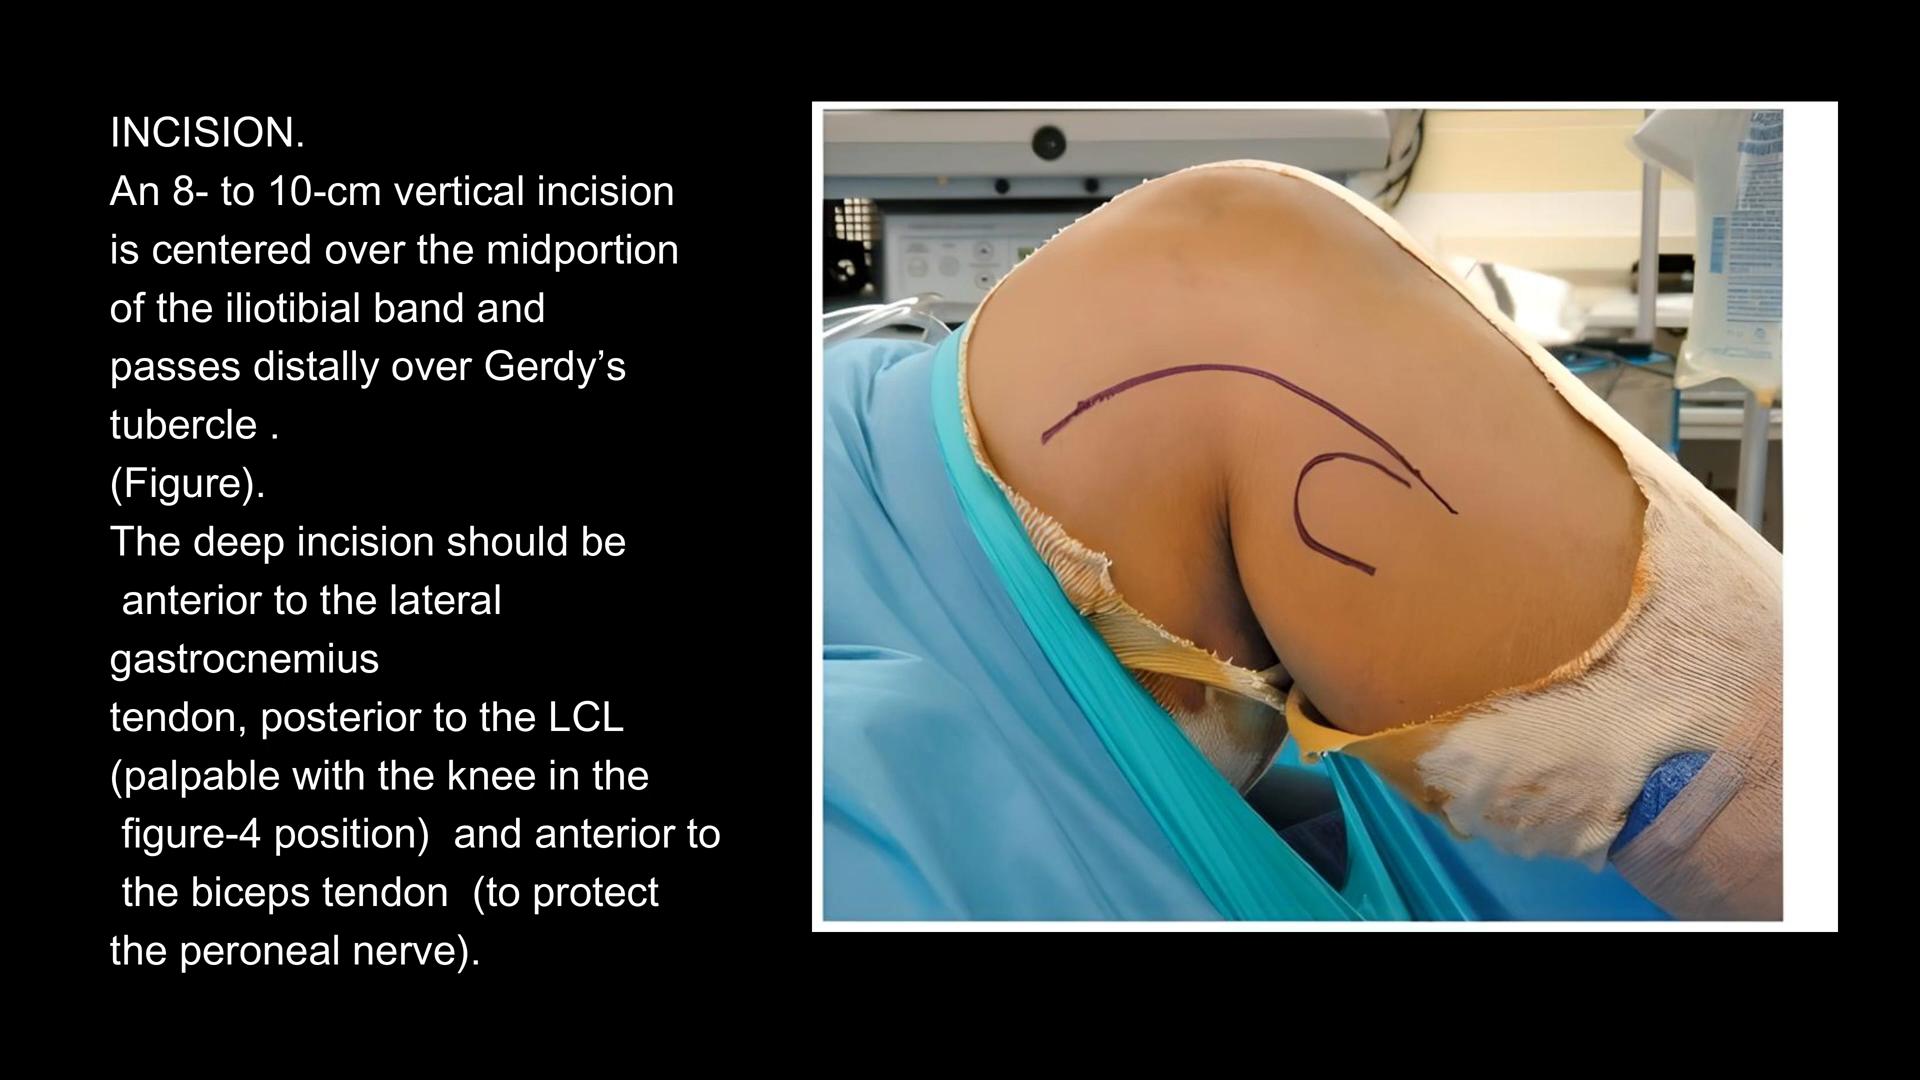 INCISION.
An 8- to 10-cm vertical incision
is centered over the midportion
of the iliotibial band and
passes distally over Gerdy’s
tubercle .
(Figure).
The deep incision should be
anterior to the lateral
gastrocnemius
tendon, posterior to the LCL
(palpable with the knee in the
figure-4 position)  and anterior to
the biceps tendon  (to protect
the peroneal nerve).